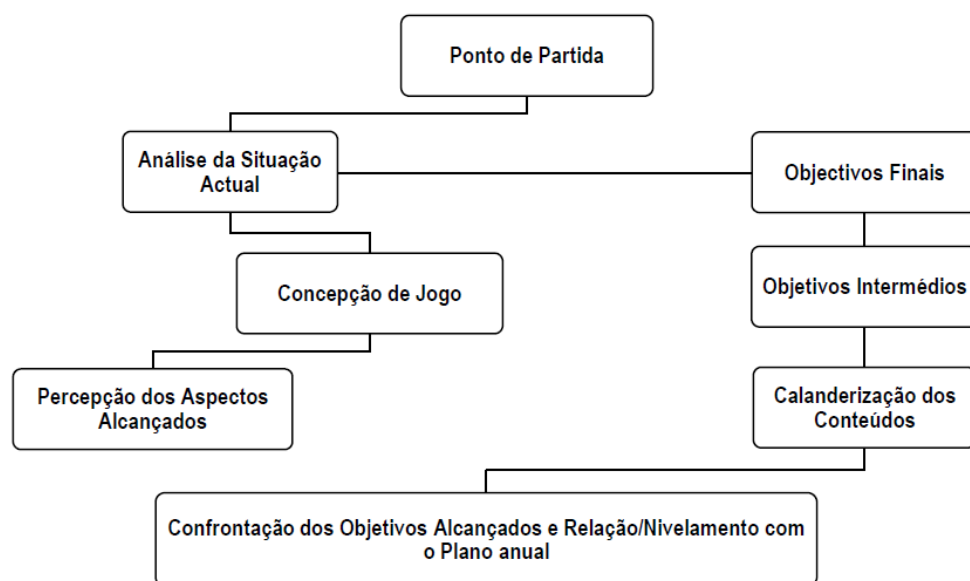 Ponto de Partida
Análise da Situação
Actual
Objectivos Finais
Concepção de Jogo
Objetivos Intermédios
Percepção dos Aspectos
Alcançados
Calanderização dos
Conteúdos
Confrontação dos Objetivos Alcançados e Relação/Nivelamento com
o Plano anual